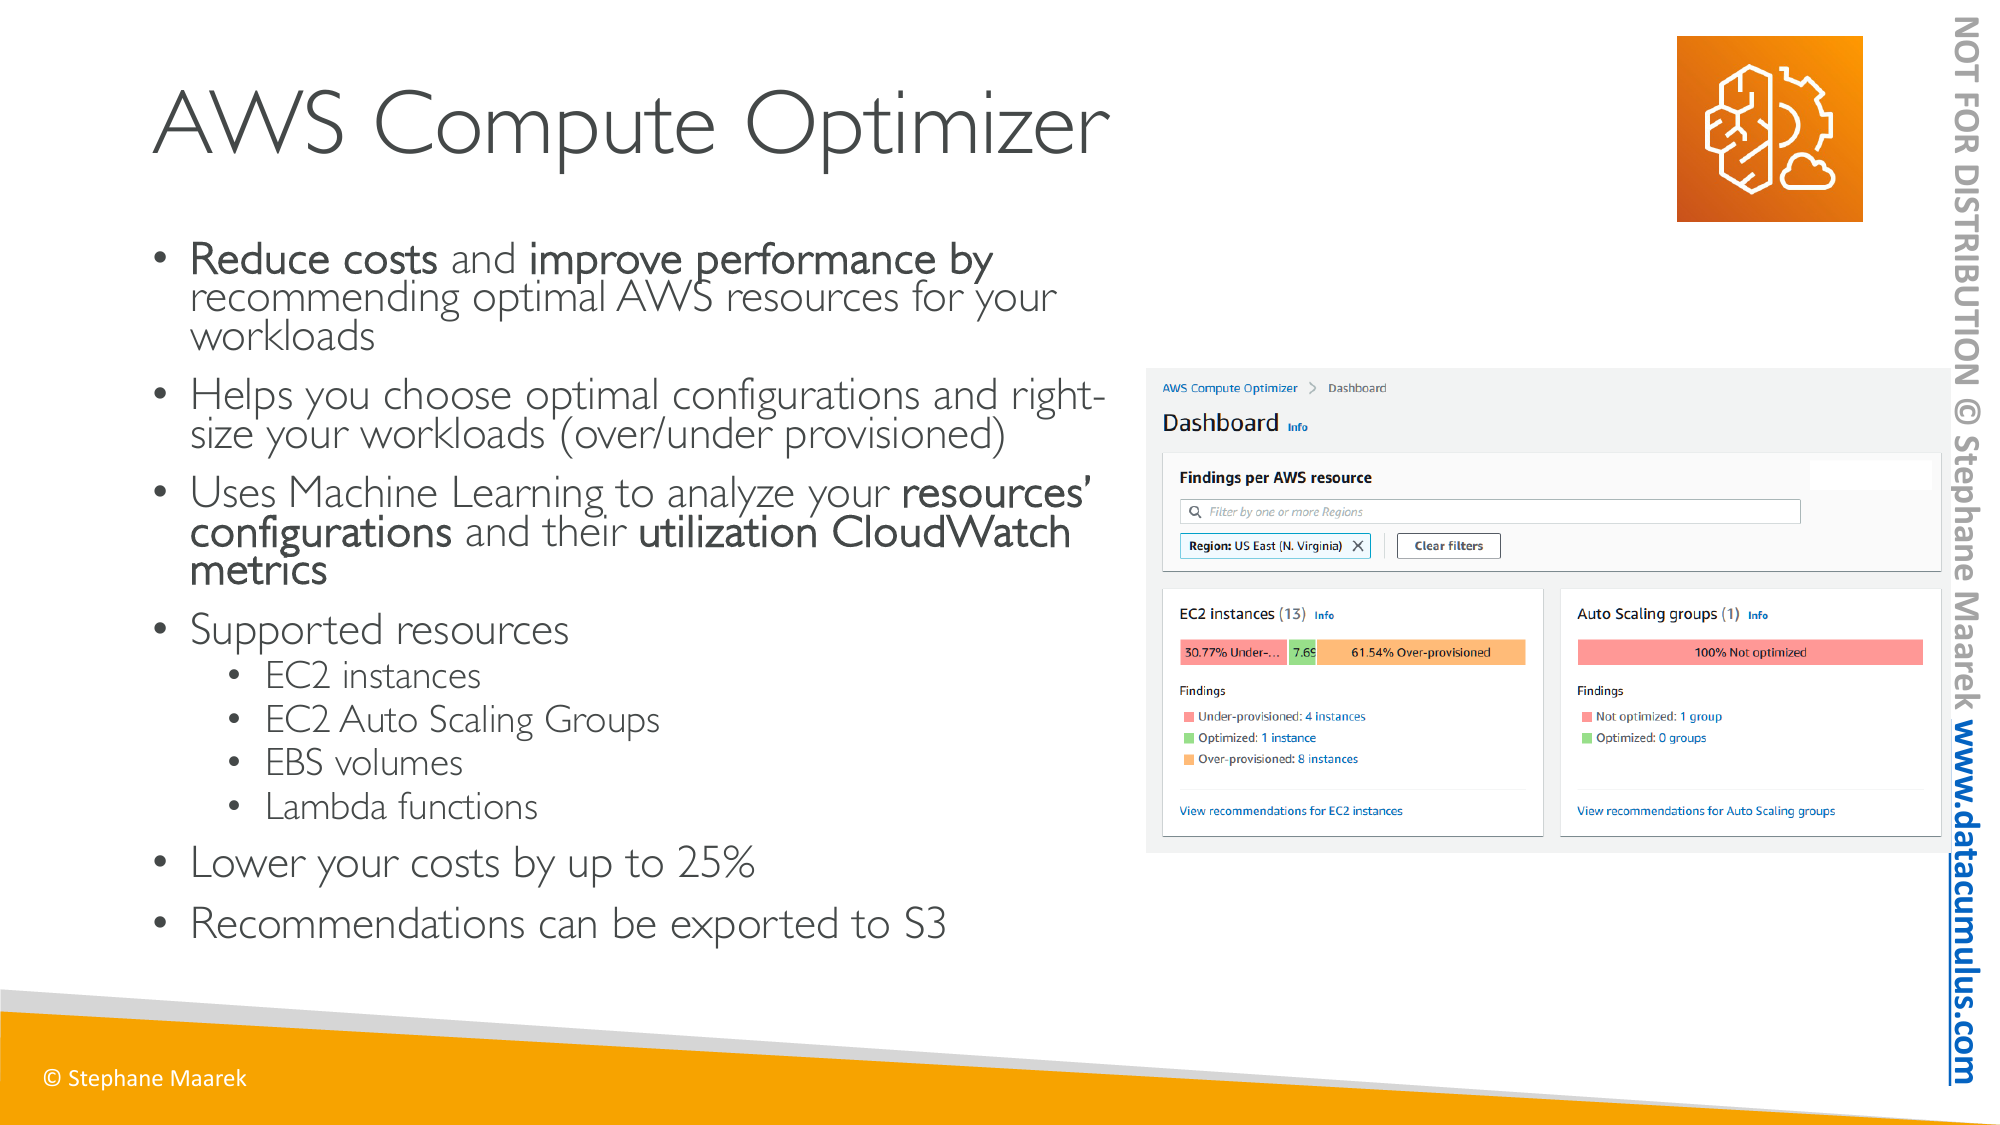 AWS Compute Optimizer
• Reduce costs and improve performance by
recommending optimal AWS resources for your
workloads
• Helps you choose optimal configurations and right-
size your workloads (over/under provisioned)
• Uses Machine Learning to analyze your resources’
configurations and their utilization CloudWatch
metrics
• Supported resources
• EC2 instances
• EC2 Auto Scaling Groups
• EBS volumes
• Lambda functions
• Lower your costs by up to 25%
• Recommendations can be exported to S3
AWS Compute Optimizer > Dashboard
Dashboard Info
Findings per AWS resource
Filter by one or more Regions
Region: US East (N. Virginia) X Clear filters
EC2 instances (13) Info
30.77% Under-... 7.69 61.54% Over-provisioned
Findings
Under-provisioned: 4 instances
Optimized: 1 instance
Over-provisioned: 8 instances
View recommendations for EC2 instances
Auto Scaling groups (1) Info
100% Not optimized
Findings
Not optimized: 1 group
Optimized: 0 groups
View recommendations for Auto Scaling groups
© Stephane Maarek
NOT FOR DISTRIBUTION © Stephane Maarek www.datacumulus.com